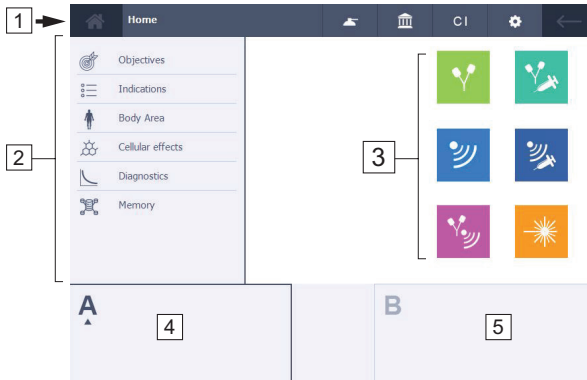 1
Home
CI
2
Objectives
Indications
Body Area
Cellular effects
Diagnostics
Memory
3
A
4
B
5